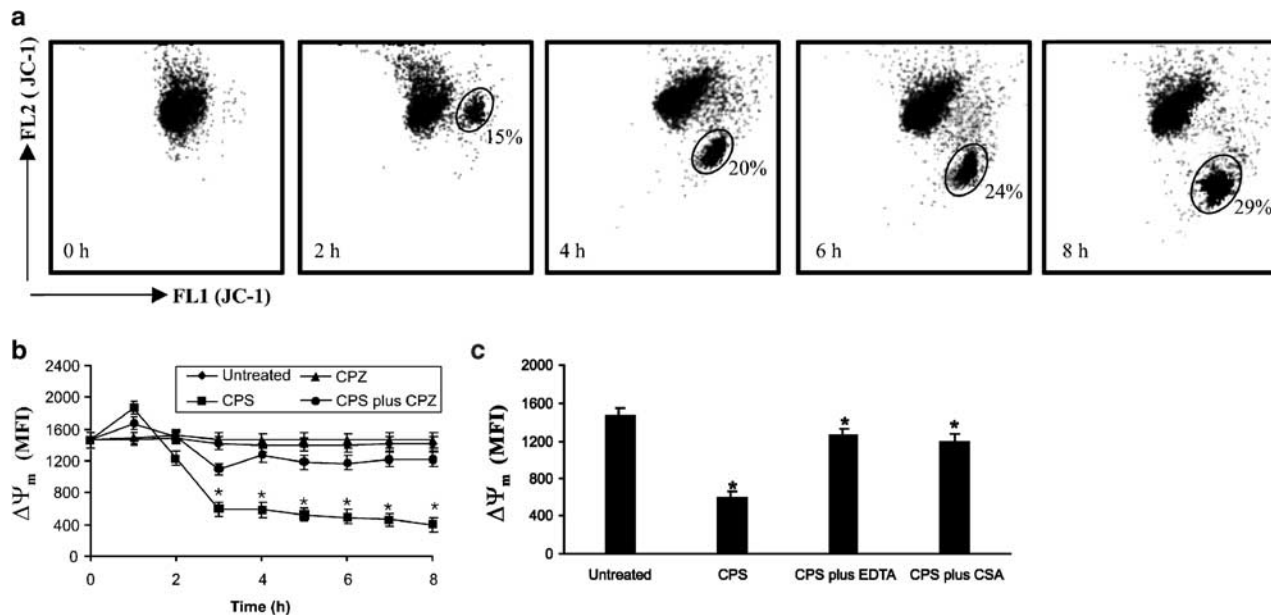 a
FL2 ( JC-1)
0 h
2 h
15%
4 h
20%
6 h
24%
8 h
29%
FL1 (JC-1)
b
ΔΨm (MFI)
2400
2000
1600
1200
800
400
0
Untreated
CPZ
CPS
CPS plus CPZ
* * * * * *
0 2 4 6 8
Time (h)
c
ΔΨm (MFI)
2000
1600
1200
800
400
0
* * *
Untreated CPS CPS plus EDTA CPS plus CSA